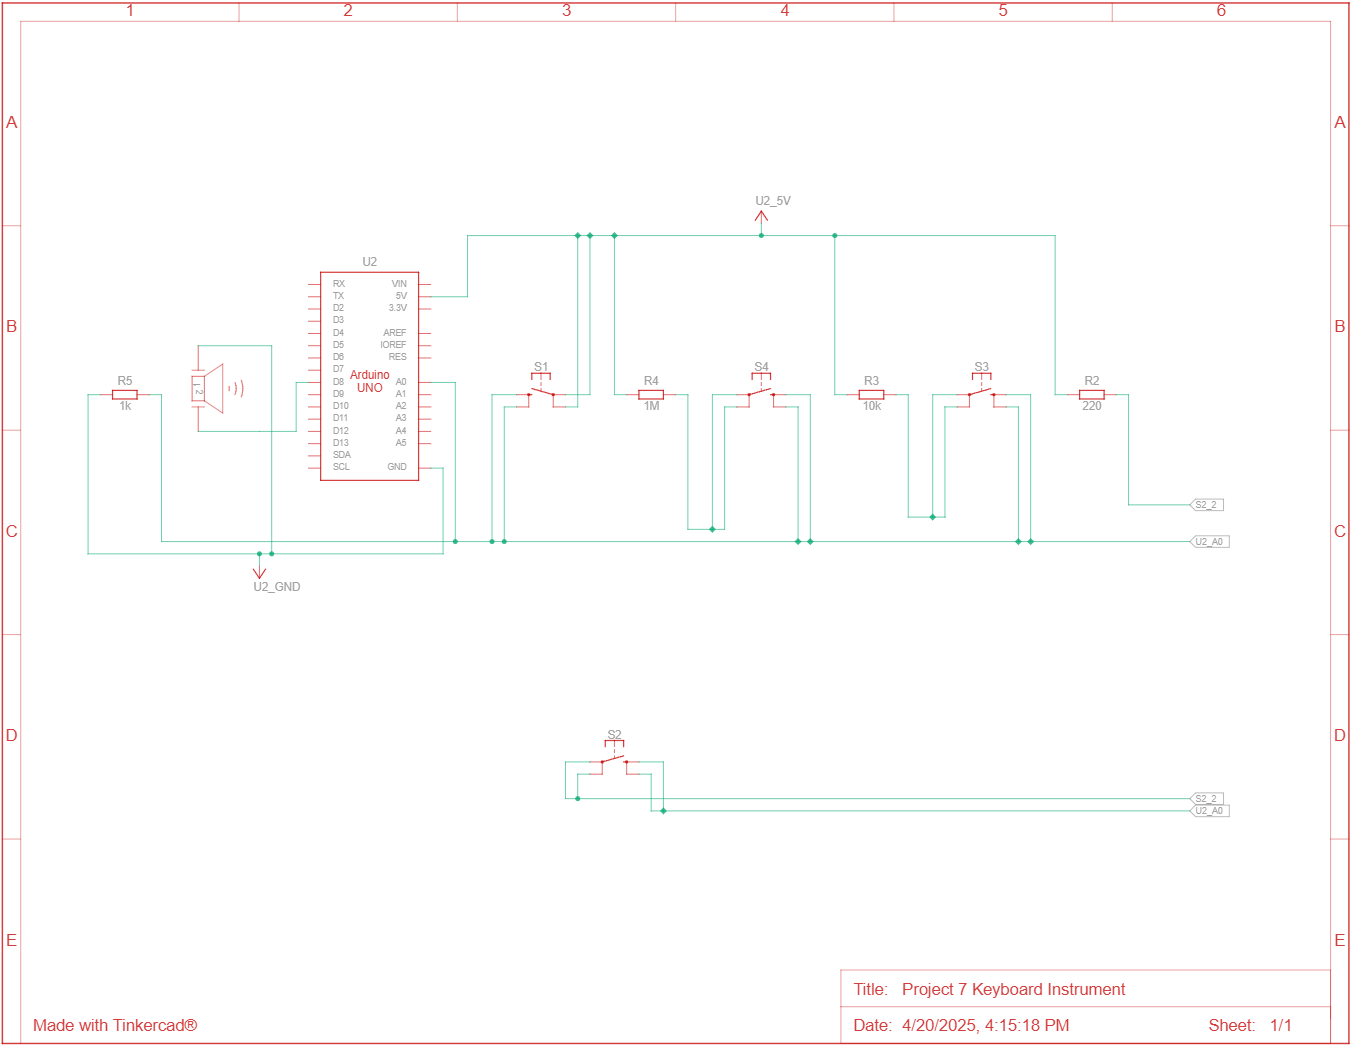 1 2 3 4 5 6
A A
U2_5V
B B
U2
RX VIN
TX 5V
D2 3.3V
D3
D4 AREF
D5 IOREF
D6 RES
D7
Arduino
UNO
D8 A0
D9 A1
D10 A2
D11 A3
D12 A4
D13 A5
SDA
SCL GND
1 2
R5
1k
S1
R4
1M
S4
R3
10k
S3
R2
220
S2_2
C C
U2_A0
U2_GND
D D
S2
S2_2
U2_A0
E E
Title: Project 7 Keyboard Instrument
Made with Tinkercad®
Date: 4/20/2025, 4:15:18 PM Sheet: 1/1